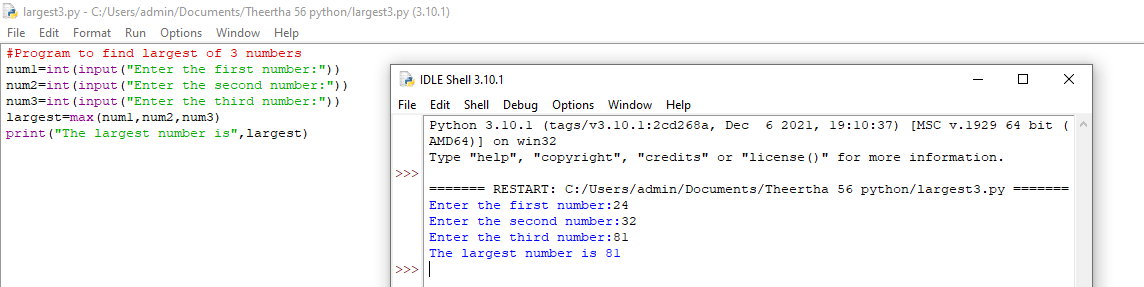 largest3.py - C:/Users/admin/Documents/Theertha 56 python/largest3.py (3.10.1)
File Edit Format Run Options Window Help
#Program to find largest of 3 numbers
num1=int(input("Enter the first number:"))
num2=int(input("Enter the second number:"))
num3=int(input("Enter the third number:"))
largest=max(num1,num2,num3)
print("The largest number is",largest)
IDLE Shell 3.10.1
File Edit Shell Debug Options Window Help
Python 3.10.1 (tags/v3.10.1:2cd268a, Dec  6 2021, 19:10:37) [MSC v.1929 64 bit (
AMD64)] on win32
Type "help", "copyright", "credits" or "license()" for more information.
>>>
======= RESTART: C:/Users/admin/Documents/Theertha 56 python/largest3.py =======
Enter the first number:24
Enter the second number:32
Enter the third number:81
The largest number is 81
>>>